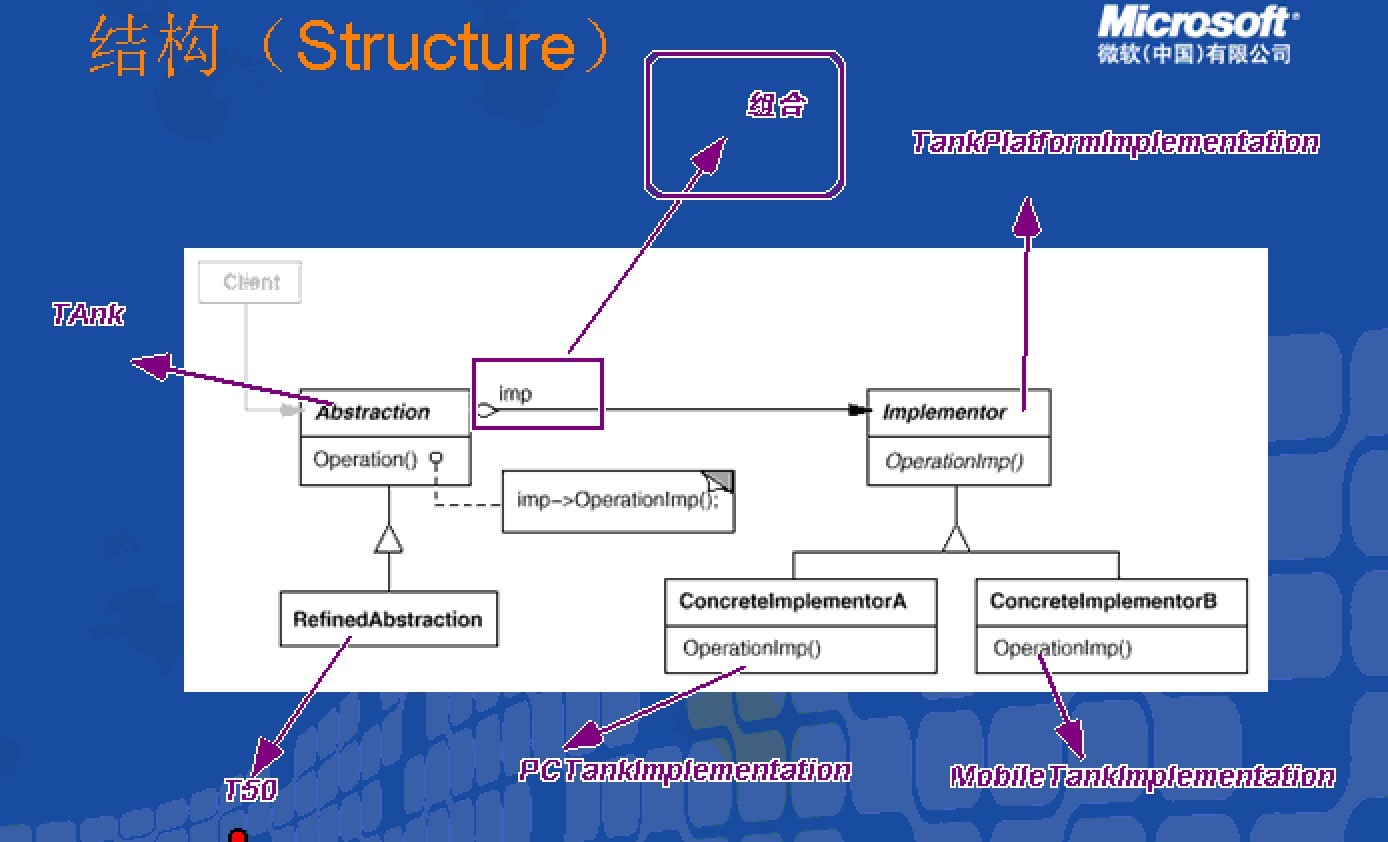 结构（Structure）
Microsoft
微软(中国)有限公司
组合
TankPlatformImplementation
Client
TAnk
imp
Abstraction
Implementor
Operation()
OperationImp()
imp->OperationImp();
RefinedAbstraction
ConcreteImplementorA
ConcreteImplementorB
OperationImp()
OperationImp()
T50
PCTankImplementation
MobileTankImplementation